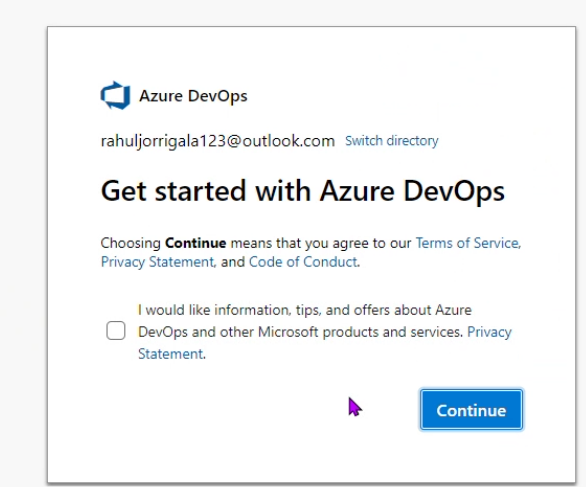 Azure DevOps
rahuljorrigala123@outlook.com Switch directory
Get started with Azure DevOps
Choosing Continue means that you agree to our Terms of Service,
Privacy Statement, and Code of Conduct.
I would like information, tips, and offers about Azure
DevOps and other Microsoft products and services. Privacy
Statement.
Continue